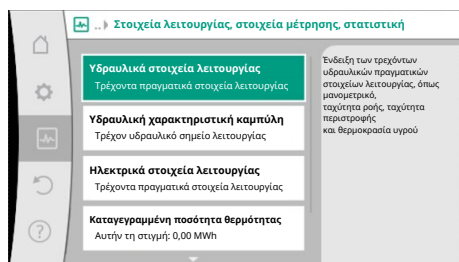 ..) Στοιχεία λειτουργίας, στοιχεία μέτρησης, στατιστική
Υδραυλικά στοιχεία λειτουργίας
Τρέχοντα πραγματικά στοιχεία λειτουργίας
Υδραυλική χαρακτηριστική καμπύλη
Τρέχον υδραυλικό σημείο λειτουργίας
Ηλεκτρικά στοιχεία λειτουργίας
Τρέχοντα πραγματικά στοιχεία λειτουργίας
Καταγεγραμμένη ποσότητα θερμότητας
Αυτήν τη στιγμή: 0,00 MWh
Ένδειξη των τρεχόντων
υδραυλικών πραγματικών
στοιχείων λειτουργίας, όπως
μανομετρικό,
ταχύτητα ροής, ταχύτητα
περιστροφής
και θερμοκρασία υγρού